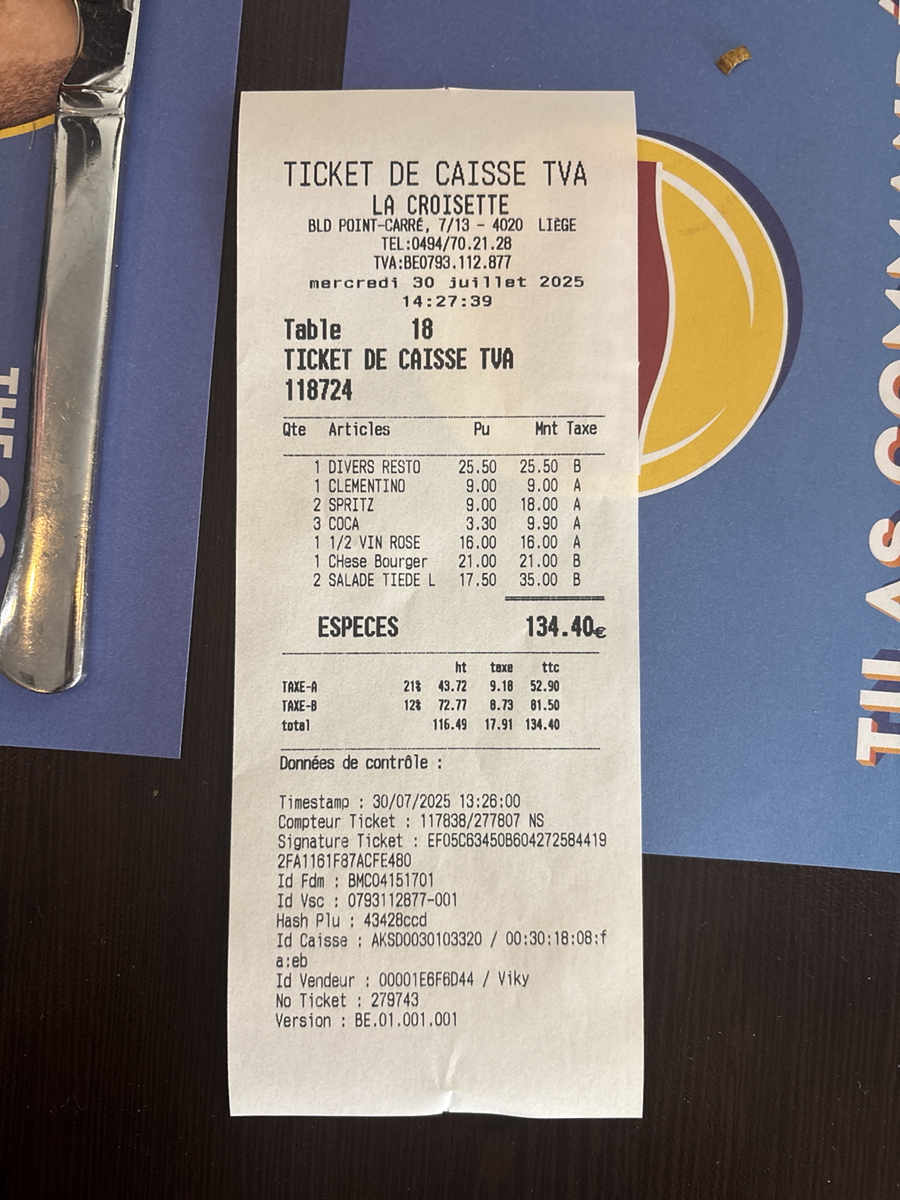 TICKET DE CAISSE TVA
LA CROISETTE
BLD POINT-CARRÉ, 7/13 - 4020 LIÈGE
TEL:0494/70.21.28
TVA:BE0793.112.877
mercredi 30 juillet 2025
14:27:39
Table 18
TICKET DE CAISSE TVA
118724
Qte Articles Pu Mnt Taxe
1 DIVERS RESTO 25.50 25.50 B
1 CLEMENTINO 9.00 9.00 A
2 SPRITZ 9.00 18.00 A
3 COCA 3.30 9.90 A
1 1/2 VIN ROSE 16.00 16.00 A
1 CHese Bourger 21.00 21.00 B
2 SALADE TIEDE L 17.50 35.00 B
ESPECES 134.40€
ht taxe ttc
TAXE-A 21% 43.72 9.18 52.90
TAXE-B 12% 72.77 8.73 81.50
total 116.49 17.91 134.40
Données de contrôle :
Timestamp : 30/07/2025 13:26:00
Compteur Ticket : 117838/277807 NS
Signature Ticket : EF05C63450B604272584419
2FA1161F87ACFE480
Id Fdm : BMC04151701
Id Vsc : 0793112877-001
Hash Plu : 43428ccd
Id Caisse : AKSD0030103320 / 00:30:18:08:f
a:eb
Id Vendeur : 00001E6F6D44 / Viky
No Ticket : 279743
Version : BE.01.001.001
TU AS COMMAND